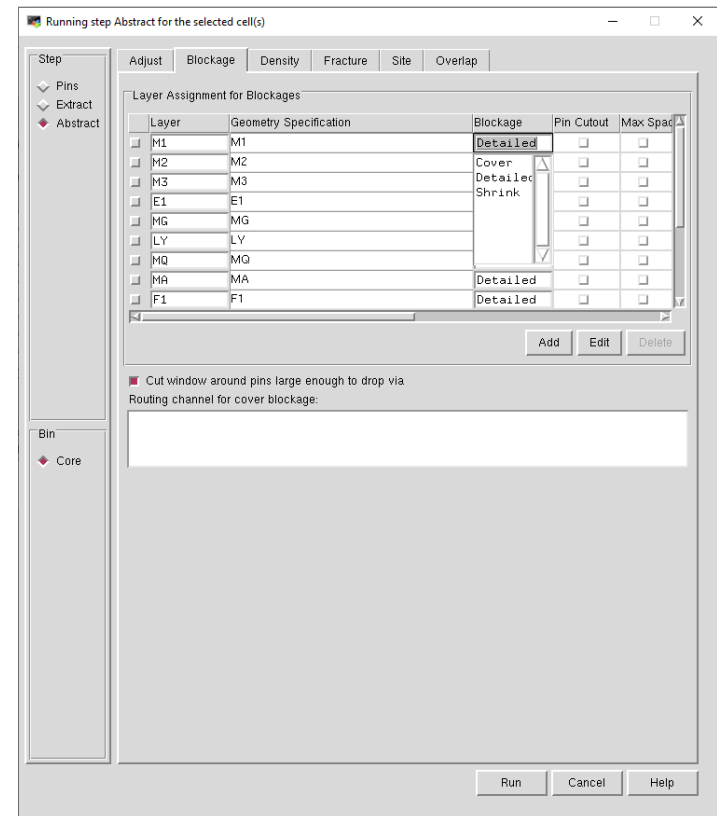 Running step Abstract for the selected cell(s)
Step
Pins
Extract
Abstract
Adjust Blockage Density Fracture Site Overlap
Layer Assignment for Blockages
Layer Geometry Specification Blockage Pin Cutout Max Spac
M1 M1 Detailed
M2 M2 Cover
M3 M3 Detailed
Shrink
E1 E1
MG MG
LY LY
MQ MQ
MA MA Detailed
F1 F1 Detailed
Add Edit Delete
Cut window around pins large enough to drop via
Routing channel for cover blockage:
Bin
Core
Run Cancel Help